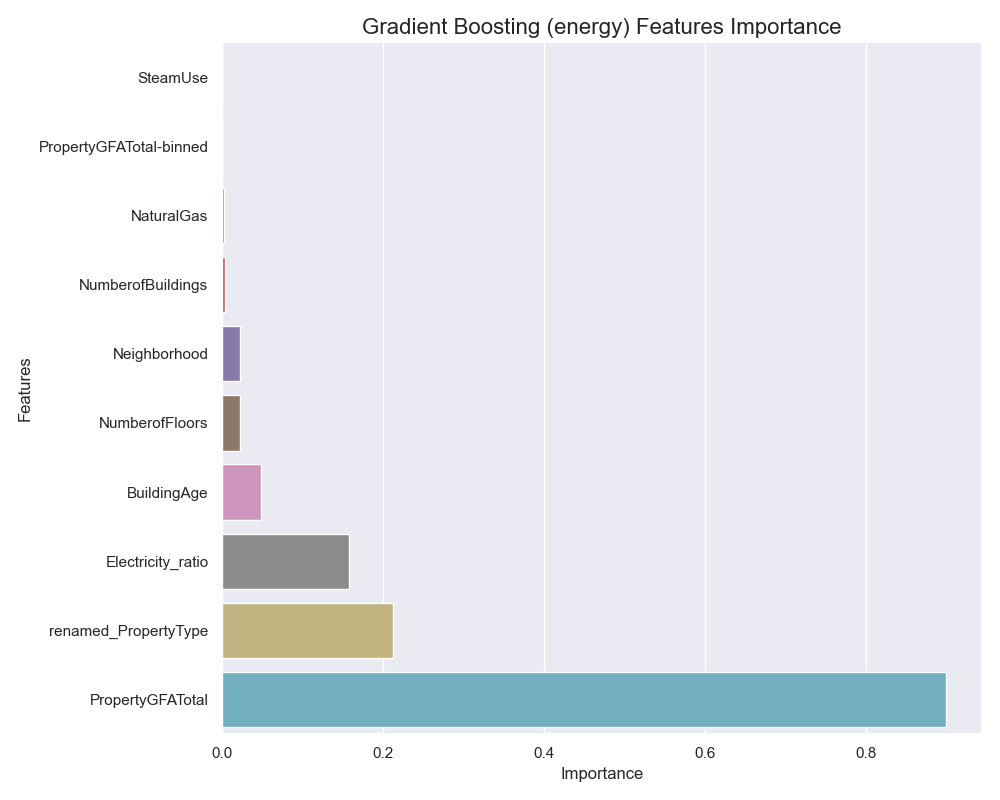 Gradient Boosting (energy) Features Importance
SteamUse
PropertyGFATotal-binned
NaturalGas
NumberofBuildings
Neighborhood
NumberofFloors
BuildingAge
Electricity_ratio
renamed_PropertyType
PropertyGFATotal
Features
0.0 0.2 0.4 0.6 0.8
Importance